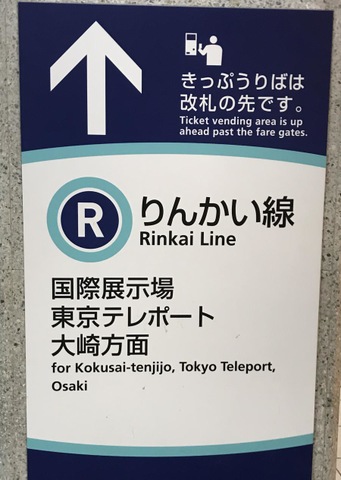 きっぷうりばは
改札の先です。
Ticket vending area is up
ahead past the fare gates.
R
りんかい線
Rinkai Line
国際展示場
東京テレポート
大崎方面
for Kokusai-tenjijo, Tokyo Teleport,
Osaki